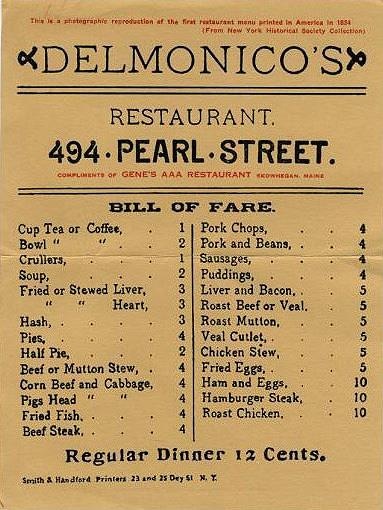 This is a photographic reproduction of the first restaurant menu printed in America in 1834
(From New York Historical Society Collection)
DELMONICO'S
RESTAURANT.
494 · PEARL · STREET.
COMPLIMENTS OF GENE'S AAA RESTAURANT SKOWHEGAN, MAINE
BILL OF FARE.
Cup Tea or Coffee, . 1
Bowl " " . 2
Crullers, . . . 1
Soup, . . . . 2
Fried or Stewed Liver, 3
" " Heart, 3
Hash, . . . . 3
Pies, . . . . 4
Half Pie, . . . 2
Beef or Mutton Stew, . 4
Corn Beef and Cabbage, 4
Pigs Head " " 4
Fried Fish, . . . 4
Beef Steak, . . . 4
Pork Chops, . . 4
Pork and Beans, . . 4
Sausages, . . . 4
Puddings, . . . 4
Liver and Bacon, . . 5
Roast Beef or Veal, . 5
Roast Mutton, . . 5
Veal Cutlet, . . . 5
Chicken Stew, . . 5
Fried Eggs, . . . 5
Ham and Eggs, . . 10
Hamburger Steak, . 10
Roast Chicken, . . 10
Regular Dinner 12 Cents.
Smith & Handford Printers 23 and 25 Dey St N. Y.